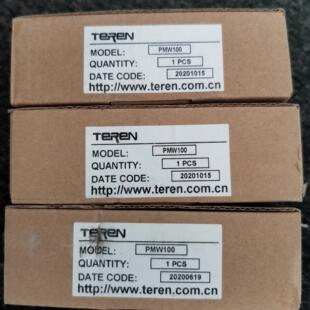 TEREN
MODEL: PMW100
QUANTITY: 1 PCS
DATE CODE: 20201015
http://www.teren.com.cn
TEREN
MODEL: PMW100
QUANTITY: 1 PCS
DATE CODE: 20201015
http://www.teren.com.cn
TEREN
MODEL: PMW100
QUANTITY: 1 PCS
DATE CODE: 20200619
http://www.teren.com.cn